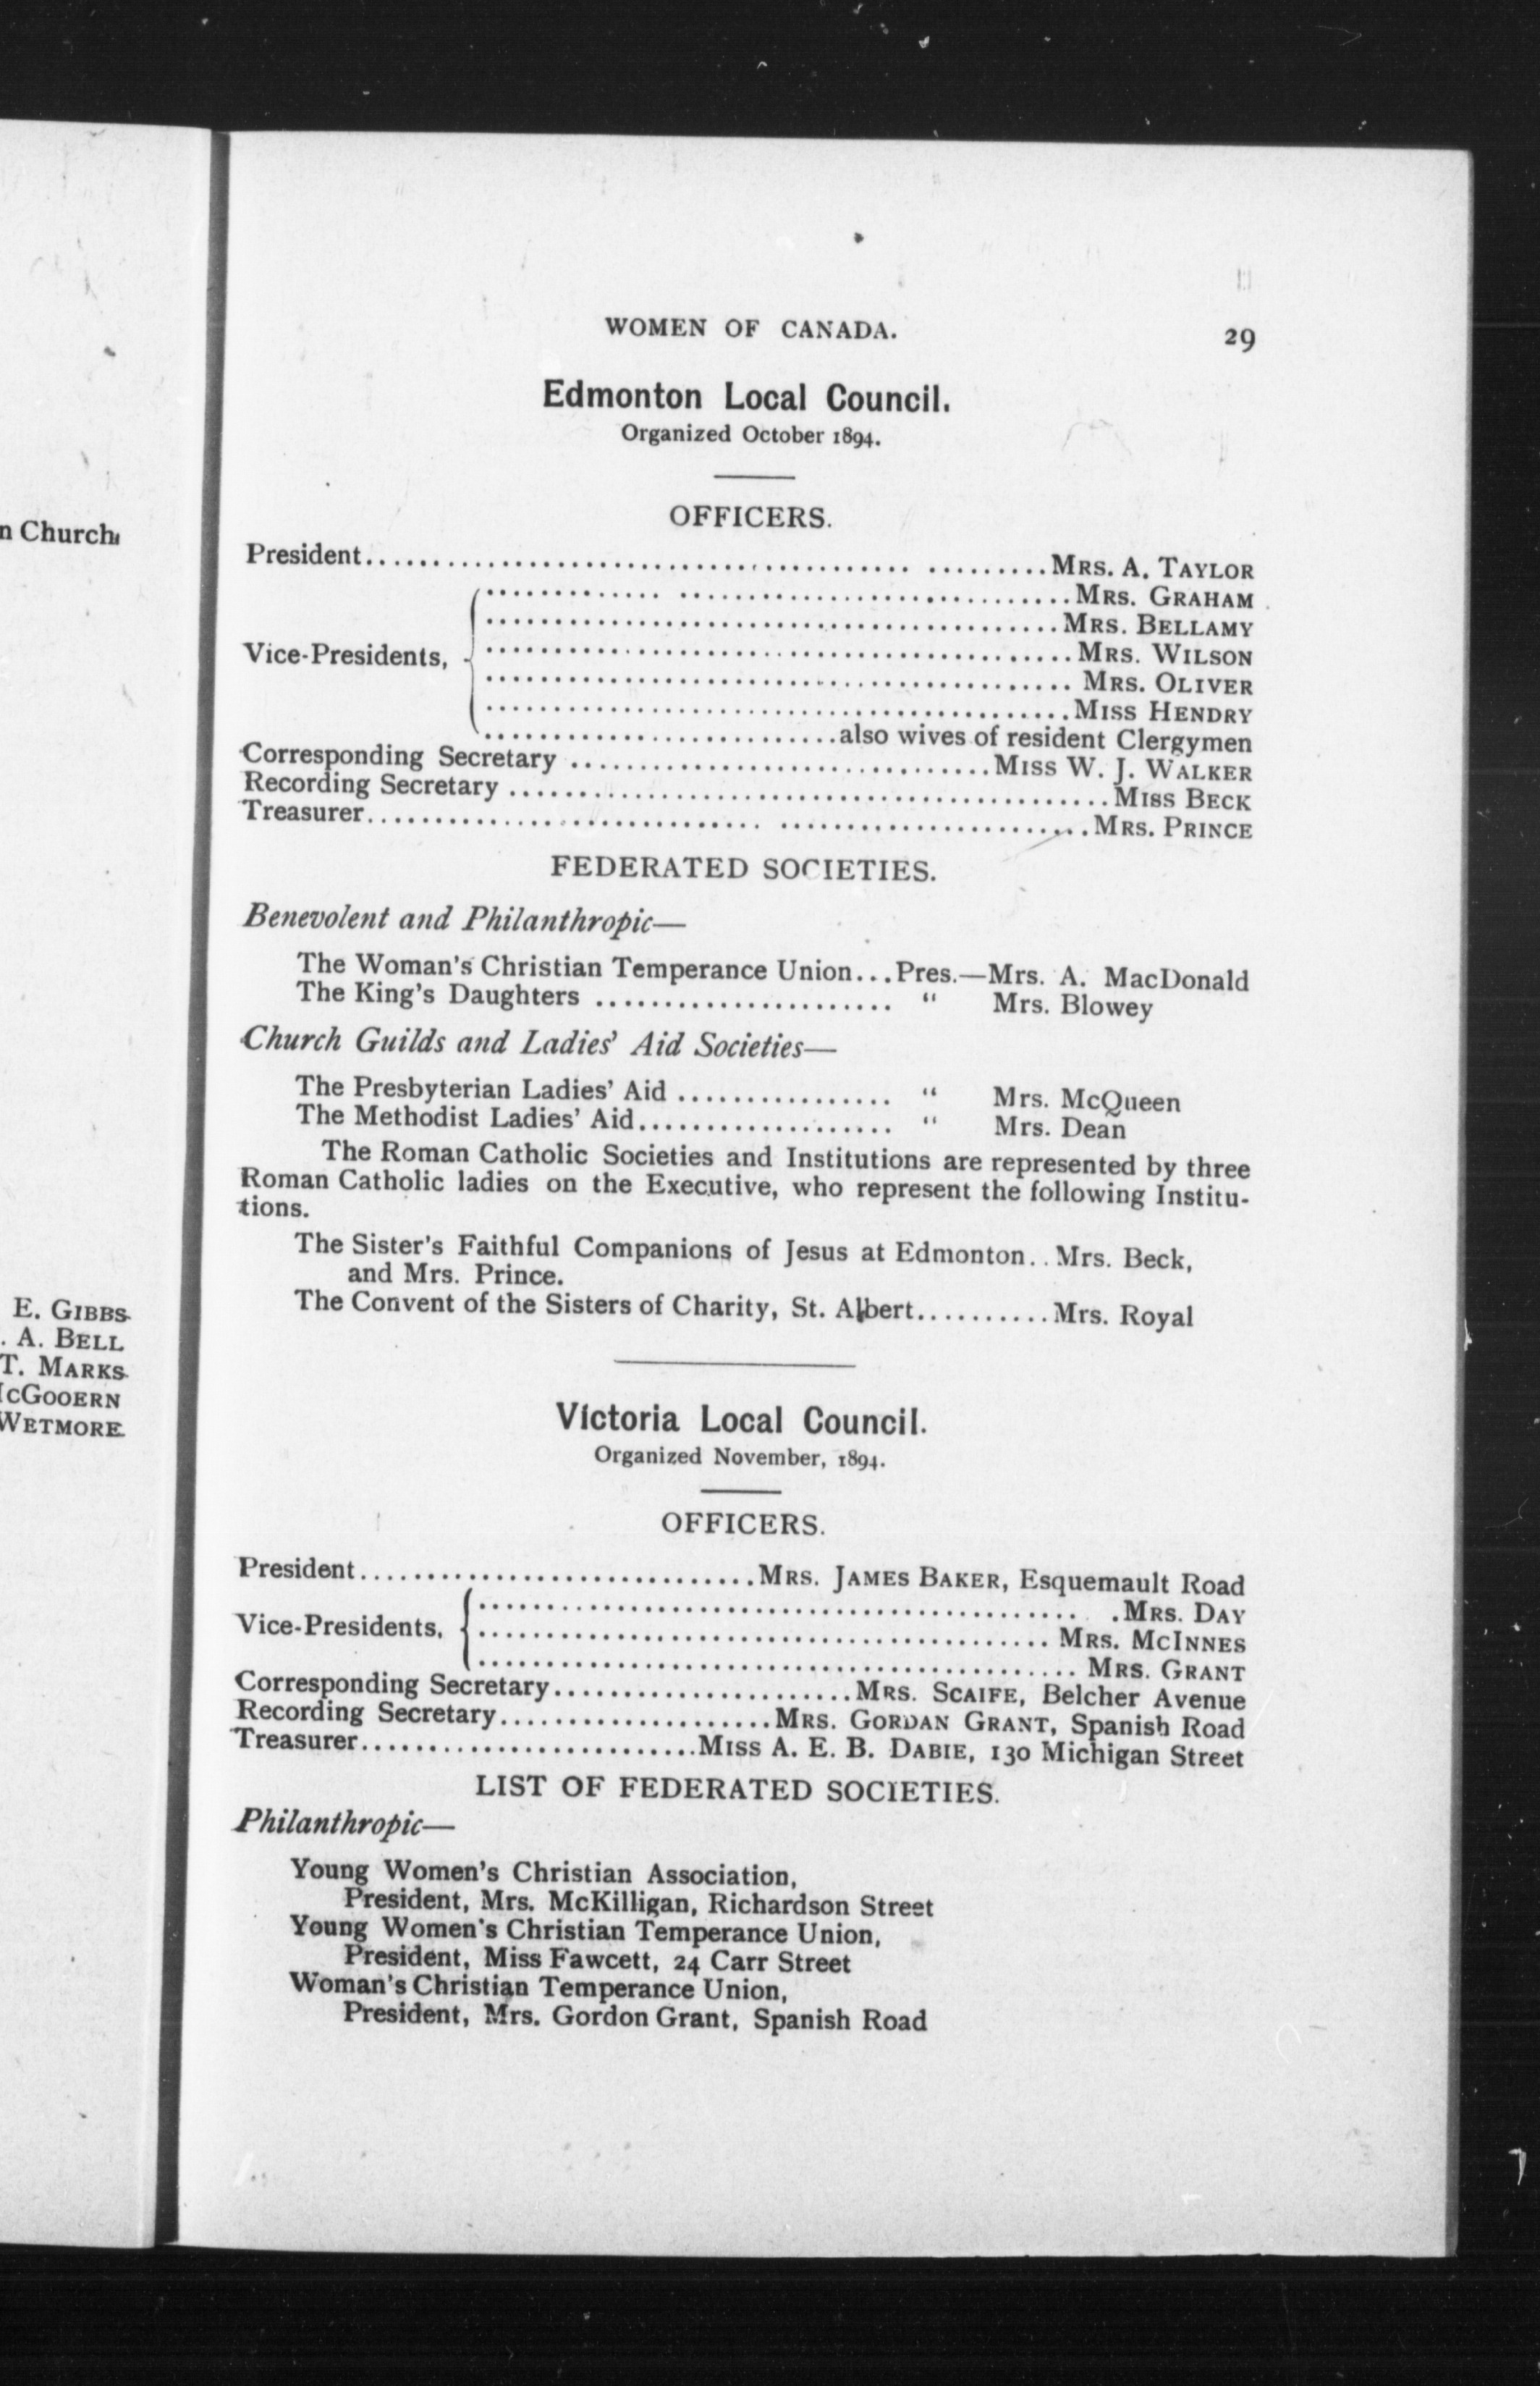 n Church
E. GIBBS
. A. BELL
T. MARKS
CGOOERN
WETMORE
WOMEN OF CANADA. 29
Edmonton Local Council.
Organized October 1894.
OFFICERS.
President........................................ .........MRS. A. TAYLOR
............. .............................MRS. GRAHAM
..........................................MRS. BELLAMY
Vice-Presidents, ...........................................MRS. WILSON
........................................... MRS. OLIVER
...........................................MISS HENDRY
..........................also wives of resident Clergymen
Corresponding Secretary ...............................MISS W. J. WALKER
Recording Secretary ............................................MISS BECK
Treasurer............................. .......................MRS. PRINCE
FEDERATED SOCIETIES.
Benevolent and Philanthropic—
The Woman's Christian Temperance Union...Pres.—Mrs. A. MacDonald
The King's Daughters ...................... " Mrs. Blowey
Church Guilds and Ladies' Aid Societies—
The Presbyterian Ladies' Aid ................ " Mrs. McQueen
The Methodist Ladies' Aid................... " Mrs. Dean
The Roman Catholic Societies and Institutions are represented by three
Roman Catholic ladies on the Executive, who represent the following Institu-
tions.
The Sister's Faithful Companions of Jesus at Edmonton.. Mrs. Beck,
and Mrs. Prince.
The Convent of the Sisters of Charity, St. Albert..........Mrs. Royal
Victoria Local Council.
Organized November, 1894.
OFFICERS.
President.............................MRS. JAMES BAKER, Esquemault Road
............................................ .MRS. DAY
Vice-Presidents, .......................................... MRS. MCINNES
............................................ MRS. GRANT
Corresponding Secretary......................MRS. SCAIFE, Belcher Avenue
Recording Secretary....................MRS. GORDAN GRANT, Spanish Road
Treasurer.........................MISS A. E. B. DABIE, 130 Michigan Street
LIST OF FEDERATED SOCIETIES.
Philanthropic—
Young Women's Christian Association,
President, Mrs. McKilligan, Richardson Street
Young Women's Christian Temperance Union,
President, Miss Fawcett, 24 Carr Street
Woman's Christian Temperance Union,
President, Mrs. Gordon Grant, Spanish Road